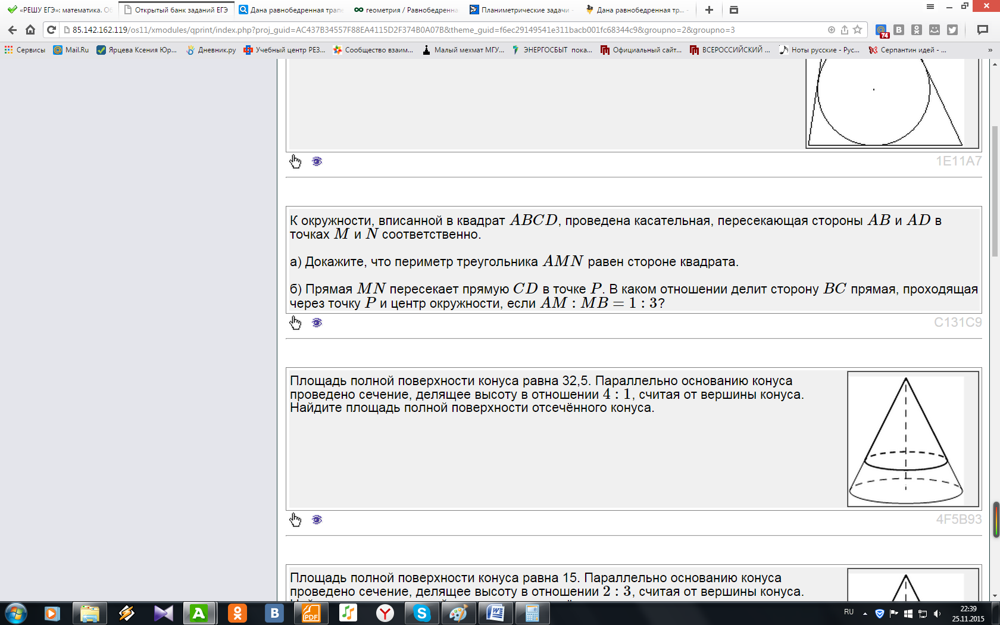 «РЕШУ ЕГЭ»: математика. Об
Открытый банк заданий ЕГЭ
Дана равнобедренная трапе
геометрия / Равнобедренна
Планиметрические задачи -
Дана равнобедренная тр... -
85.142.162.119/os11/xmodules/qprint/index.php?proj_guid=AC437B34557F88EA4115D2F374B0A07B&theme_guid=f6ec29149541e311bacb001fc68344c9&groupno=2&groupno=3
74
Сервисы
Mail.Ru
Ярцева Ксения Юр...
Дневник.ру
Учебный центр РЕЗ...
Сообщество взаим...
Малый мехмат МГУ...
ЭНЕРГОСБЫТ пока...
Официальный сайт...
ВСЕРОССИЙСКИЙ ...
Ноты русские - Рус...
Серпантин идей - ...
»
1E11A7
К окружности, вписанной в квадрат ABCD, проведена касательная, пересекающая стороны AB и AD в
точках M и N соответственно.
а) Докажите, что периметр треугольника AMN равен стороне квадрата.
б) Прямая MN пересекает прямую CD в точке P. В каком отношении делит сторону BC прямая, проходящая
через точку P и центр окружности, если AM : MB = 1 : 3?
C131C9
Площадь полной поверхности конуса равна 32,5. Параллельно основанию конуса
проведено сечение, делящее высоту в отношении 4 : 1, считая от вершины конуса.
Найдите площадь полной поверхности отсечённого конуса.
4F5B93
Площадь полной поверхности конуса равна 15. Параллельно основанию конуса
проведено сечение, делящее высоту в отношении 2 : 3, считая от вершины конуса.
RU
22:39
25.11.2015